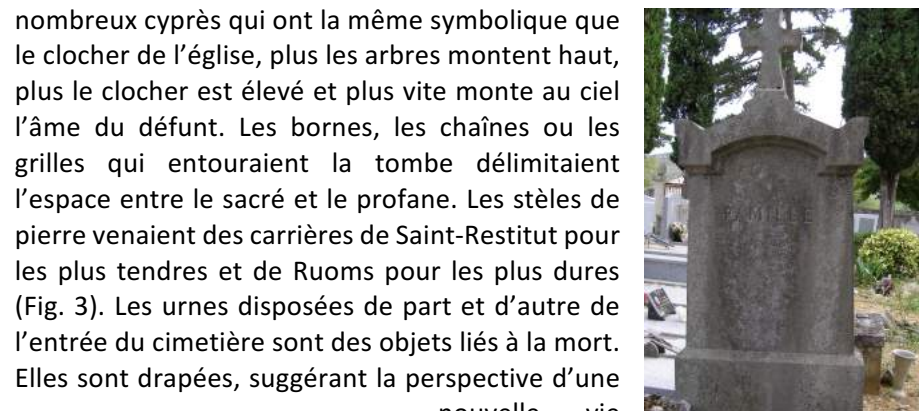 nombreux cyprès qui ont la même symbolique que
le clocher de l’église, plus les arbres montent haut,
plus le clocher est élevé et plus vite monte au ciel
l’âme du défunt. Les bornes, les chaînes ou les
grilles qui entouraient la tombe délimitaient
l’espace entre le sacré et le profane. Les stèles de
pierre venaient des carrières de Saint-Restitut pour
les plus tendres et de Ruoms pour les plus dures
(Fig. 3). Les urnes disposées de part et d’autre de
l’entrée du cimetière sont des objets liés à la mort.
Elles sont drapées, suggérant la perspective d’une
nouvelle vie
FAMILLE